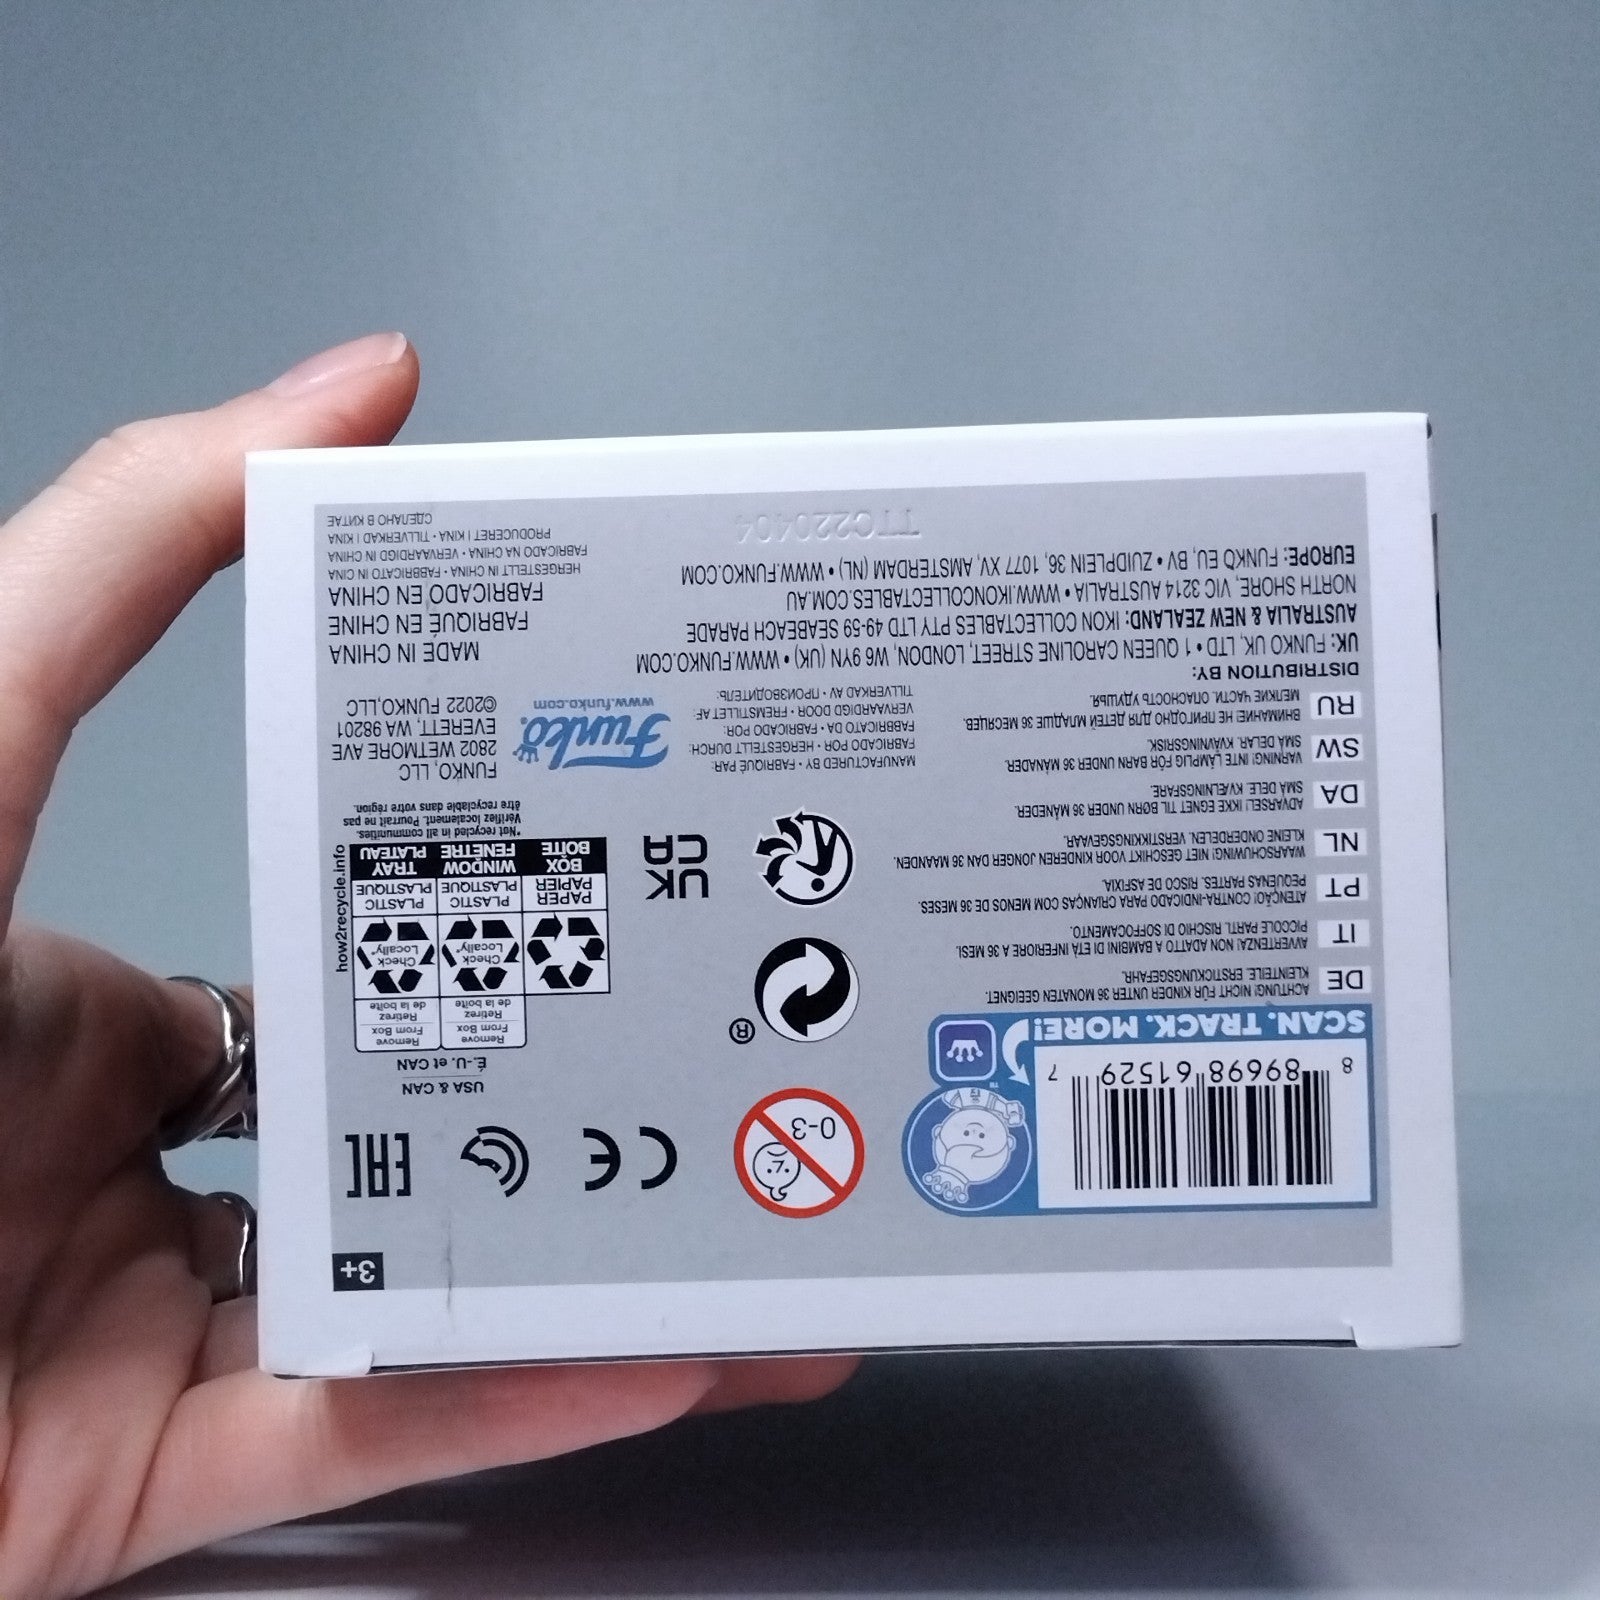 3+
8 89698 61529 7
SCAN. TRACK. MORE!
TM
0-3
CE
EAC
USA & CAN
É.-U. et CAN
Remove
From Box
Retirez
de la boîte
Remove
From Box
Retirez
de la boîte
Check
Locally*
Check
Locally*
PAPER
PAPIER
PLASTIC
PLASTIQUE
PLASTIC
PLASTIQUE
BOX
BOÎTE
WINDOW
FENÊTRE
TRAY
PLATEAU
how2recycle.info
*Not recycled in all communities.
Vérifiez localement. Pourrait ne pas
être recyclable dans votre région.
®
UK
CA
DE
ACHTUNG! NICHT FÜR KINDER UNTER 36 MONATEN GEEIGNET.
KLEINTEILE. ERSTICKUNGSGEFAHR.
IT
AVVERTENZA! NON ADATTO A BAMBINI DI ETÀ INFERIORE A 36 MESI.
PICCOLE PARTI. RISCHIO DI SOFFOCAMENTO.
PT
ATENÇÃO! CONTRA-INDICADO PARA CRIANÇAS COM MENOS DE 36 MESES.
PEQUENAS PARTES. RISCO DE ASFIXIA.
NL
WAARSCHUWING! NIET GESCHIKT VOOR KINDEREN JONGER DAN 36 MAANDEN.
KLEINE ONDERDELEN. VERSTIKKINGSGEVAAR.
DA
ADVARSEL! IKKE EGNET TIL BØRN UNDER 36 MÅNEDER.
SMÅ DELE. KVÆLNINGSFARE.
SW
VARNING! INTE LÄMPLIG FÖR BARN UNDER 36 MÅNADER.
SMÅ DELAR. KVÄVNINGSRISK.
RU
ВНИМАНИЕ! НЕ ПРИГОДНО ДЛЯ ДЕТЕЙ МЛАДШЕ 36 МЕСЯЦЕВ.
МЕЛКИЕ ЧАСТИ. ОПАСНОСТЬ УДУШЬЯ.
MANUFACTURED BY • FABRIQUÉ PAR:
FABRICADO POR • HERGESTELLT DURCH:
FABBRICATO DA • FABRICADO POR:
VERVAARDIGD DOOR • FREMSTILLET AF:
TILLVERKAD AV • ПРОИЗВОДИТЕЛЬ:
Funko®
www.funko.com
FUNKO, LLC
2802 WETMORE AVE
EVERETT, WA 98201
©2022 FUNKO,LLC
DISTRIBUTION BY:
UK: FUNKO UK, LTD • 1 QUEEN CAROLINE STREET, LONDON, W6 9YN (UK) • WWW.FUNKO.COM
AUSTRALIA & NEW ZEALAND: IKON COLLECTABLES PTY LTD 49-59 SEABEACH PARADE
NORTH SHORE, VIC 3214 AUSTRALIA • WWW.IKONCOLLECTABLES.COM.AU
EUROPE: FUNKO EU, BV • ZUIDPLEIN 36, 1077 XV, AMSTERDAM (NL) • WWW.FUNKO.COM
TTC220404
MADE IN CHINA
FABRIQUÉ EN CHINE
FABRICADO EN CHINA
HERGESTELLT IN CHINA • FABBRICATO IN CINA
FABRICADO NA CHINA • VERVAARDIGD IN CHINA
PRODUCERET I KINA • TILLVERKAD I KINA
СДЕЛАНО В КИТАЕ